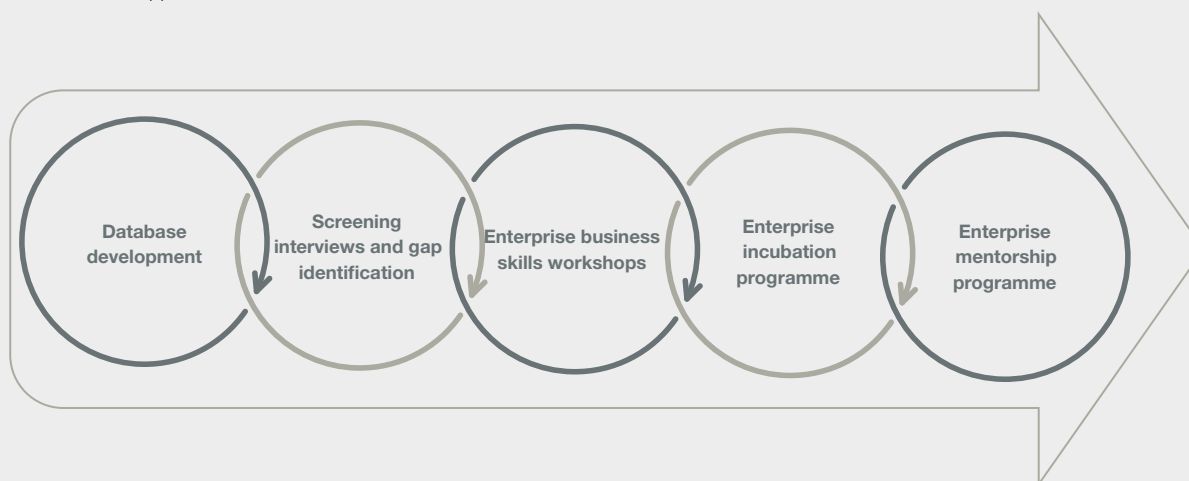 Database
development
Screening
interviews and gap
identification
Enterprise business
skills workshops
Enterprise
incubation
programme
Enterprise
mentorship
programme